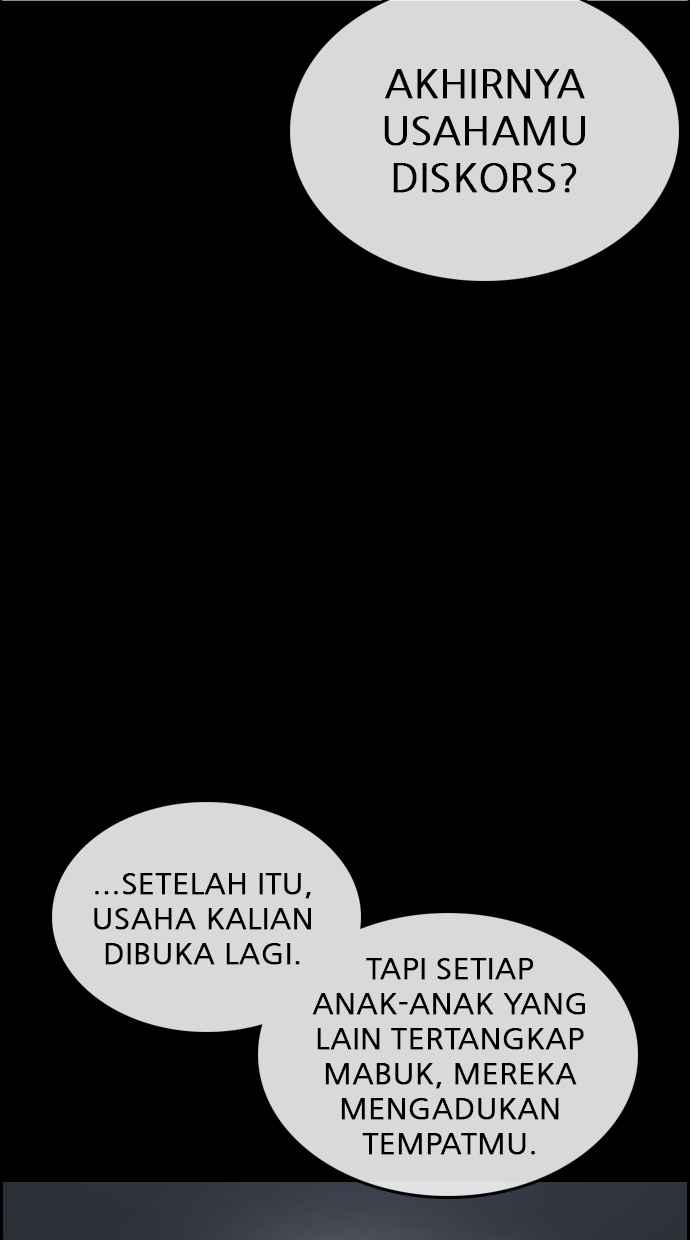 AKHIRNYA
USAHAMU
DISKORS?
...SETELAH ITU,
USAHA KALIAN
DIBUKA LAGI.
TAPI SETIAP
ANAK-ANAK YANG
LAIN TERTANGKAP
MABUK, MEREKA
MENGADUKAN
TEMPATMU.